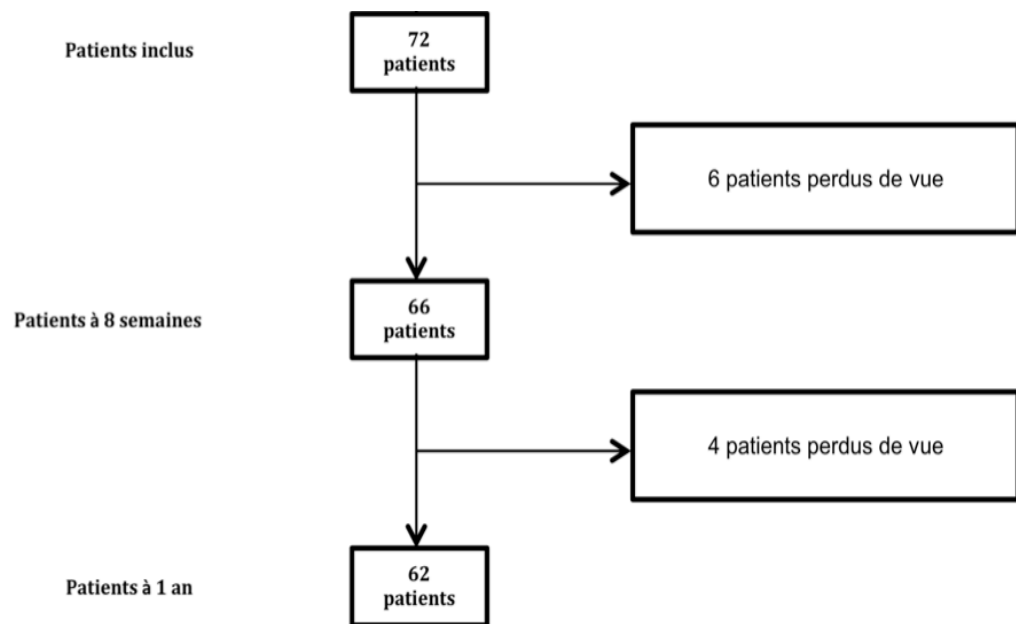 Patients inclus
72
patients
6 patients perdus de vue
Patients à 8 semaines
66
patients
4 patients perdus de vue
Patients à 1 an
62
patients